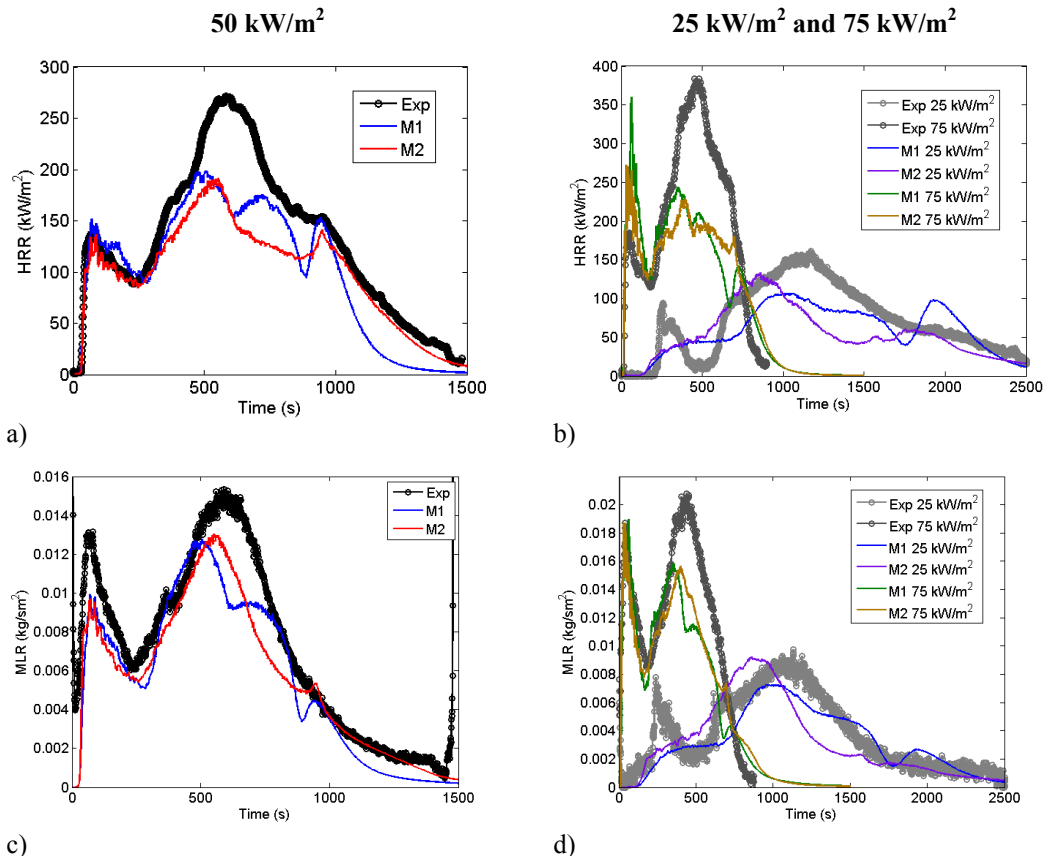 50 kW/m²
25 kW/m² and 75 kW/m²
300
250
200
150
100
50
0
0
500
1000
1500
HRR (kW/m²)
Time (s)
Exp
M1
M2
a)
400
350
300
250
200
150
100
50
0
0
500
1000
1500
2000
2500
HRR (kW/m²)
Time (s)
Exp 25 kW/m²
Exp 75 kW/m²
M1 25 kW/m²
M2 25 kW/m²
M1 75 kW/m²
M2 75 kW/m²
b)
0.016
0.014
0.012
0.01
0.008
0.006
0.004
0.002
0
0
500
1000
1500
MLR (kg/sm²)
Time (s)
Exp
M1
M2
c)
0.02
0.018
0.016
0.014
0.012
0.01
0.008
0.006
0.004
0.002
0
0
500
1000
1500
2000
2500
MLR (kg/sm²)
Time (s)
Exp 25 kW/m²
Exp 75 kW/m²
M1 25 kW/m²
M2 25 kW/m²
M1 75 kW/m²
M2 75 kW/m²
d)